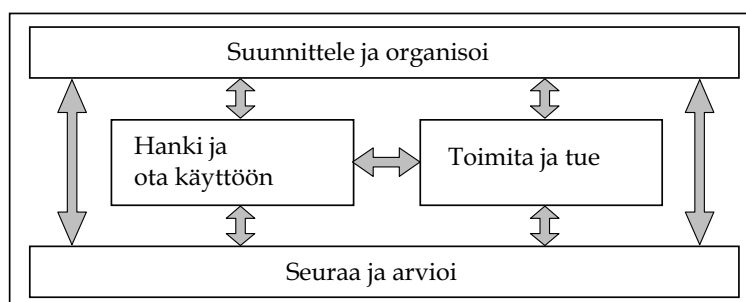 Suunnittele ja organisoi
Hanki ja
ota käyttöön
Toimita ja tue
Seuraa ja arvioi